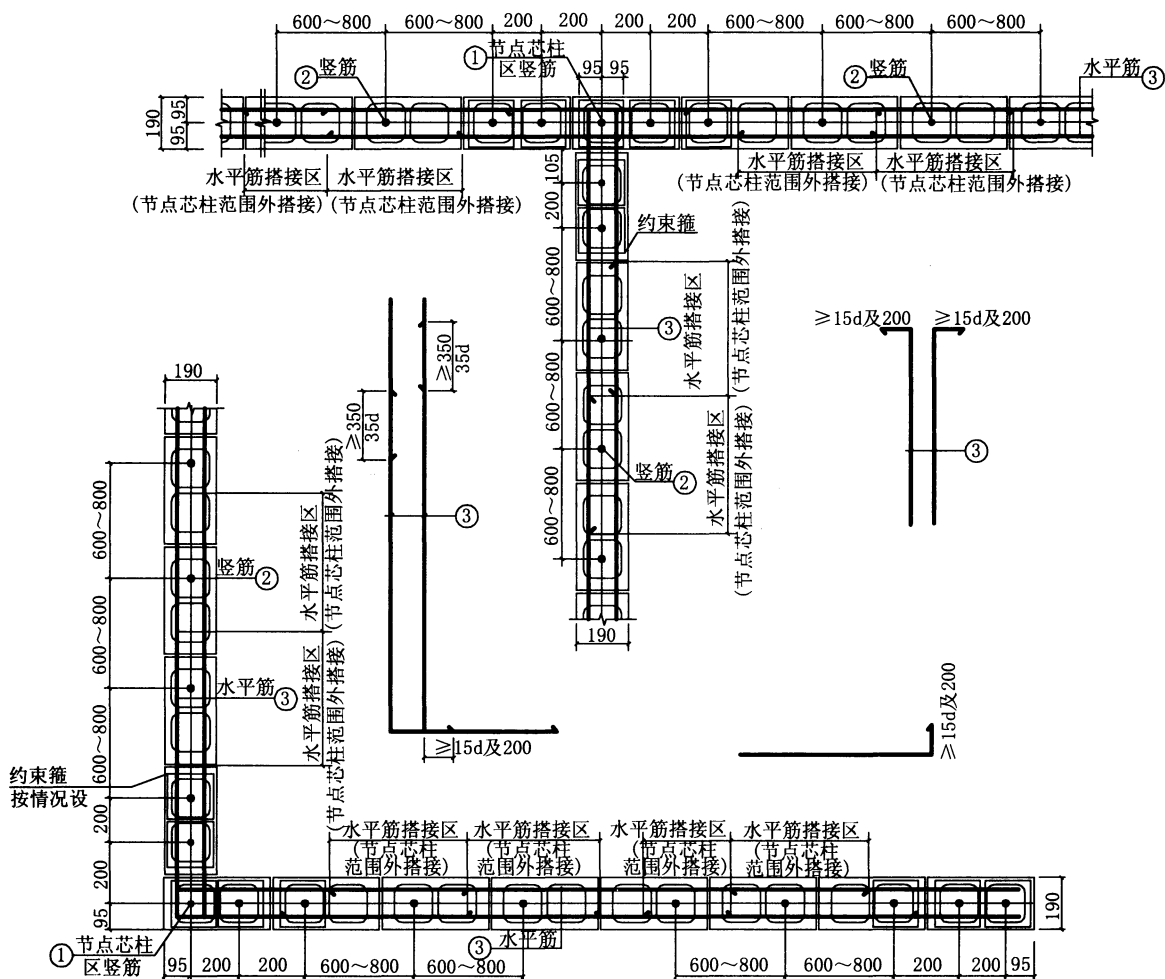 600～800
600～800
200
200
200
200
600～800
600～800
①
节点芯柱
区竖筋
②
竖筋
95
95
②
竖筋
水平筋
③
190
95
95
水平筋搭接区
(节点芯柱范围外搭接)
水平筋搭接区
(节点芯柱范围外搭接)
水平筋搭接区
(节点芯柱范围外搭接)
水平筋搭接区
(节点芯柱范围外搭接)
105
200
约束箍
600～800
600～800
600～800
水平筋搭接区
(节点芯柱范围外搭接)
水平筋搭接区
(节点芯柱范围外搭接)
③
竖筋
②
190
≥350
35d
≥350
35d
③
≥15d及200
≥15d及200
≥15d及200
③
≥15d及200
190
600～800
600～800
600～800
200
200
95
竖筋
②
水平筋
③
水平筋搭接区
(节点芯柱范围外搭接)
水平筋搭接区
(节点芯柱范围外搭接)
约束箍
按情况设
水平筋搭接区
(节点芯柱
范围外搭接)
水平筋搭接区
(节点芯柱
范围外搭接)
水平筋搭接区
(节点芯柱
范围外搭接)
水平筋搭接区
(节点芯柱
范围外搭接)
190
①
节点芯柱
区竖筋
③
水平筋
95
200
200
600～800
600～800
600～800
600～800
200
200
95